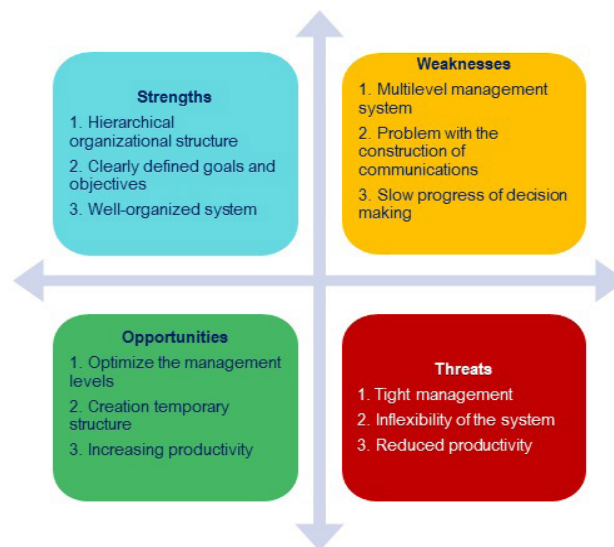 Strengths
1. Hierarchical
organizational structure
2. Clearly defined goals and
objectives
3. Well-organized system
Weaknesses
1. Multilevel management
system
2. Problem with the
construction of
communications
3. Slow progress of decision
making
Opportunities
1. Optimize the management
levels
2. Creation temporary
structure
3. Increasing productivity
Threats
1. Tight management
2. Inflexibility of the system
3. Reduced productivity